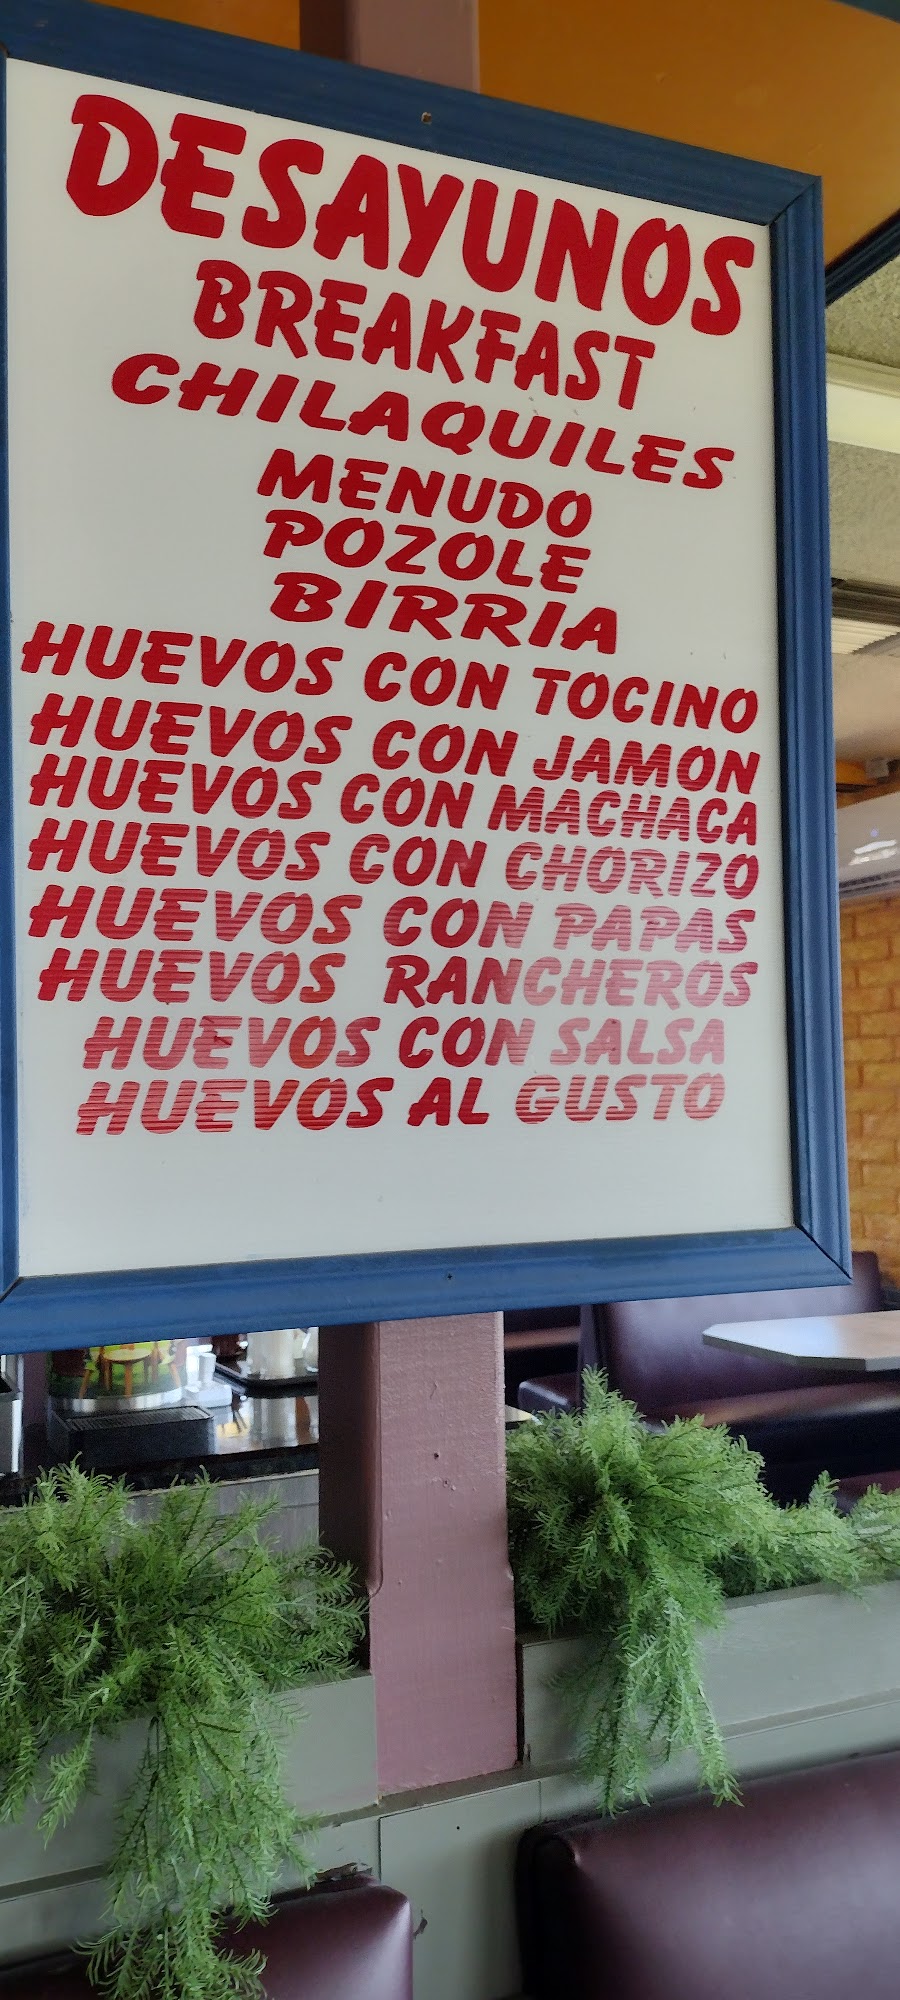 DESAYUNOS
BREAKFAST
CHILAQUILES
MENUDO
POZOLE
BIRRIA
HUEVOS CON TOCINO
HUEVOS CON JAMON
HUEVOS CON MACHACA
HUEVOS CON CHORIZO
HUEVOS CON PAPAS
HUEVOS RANCHEROS
HUEVOS CON SALSA
HUEVOS AL GUSTO